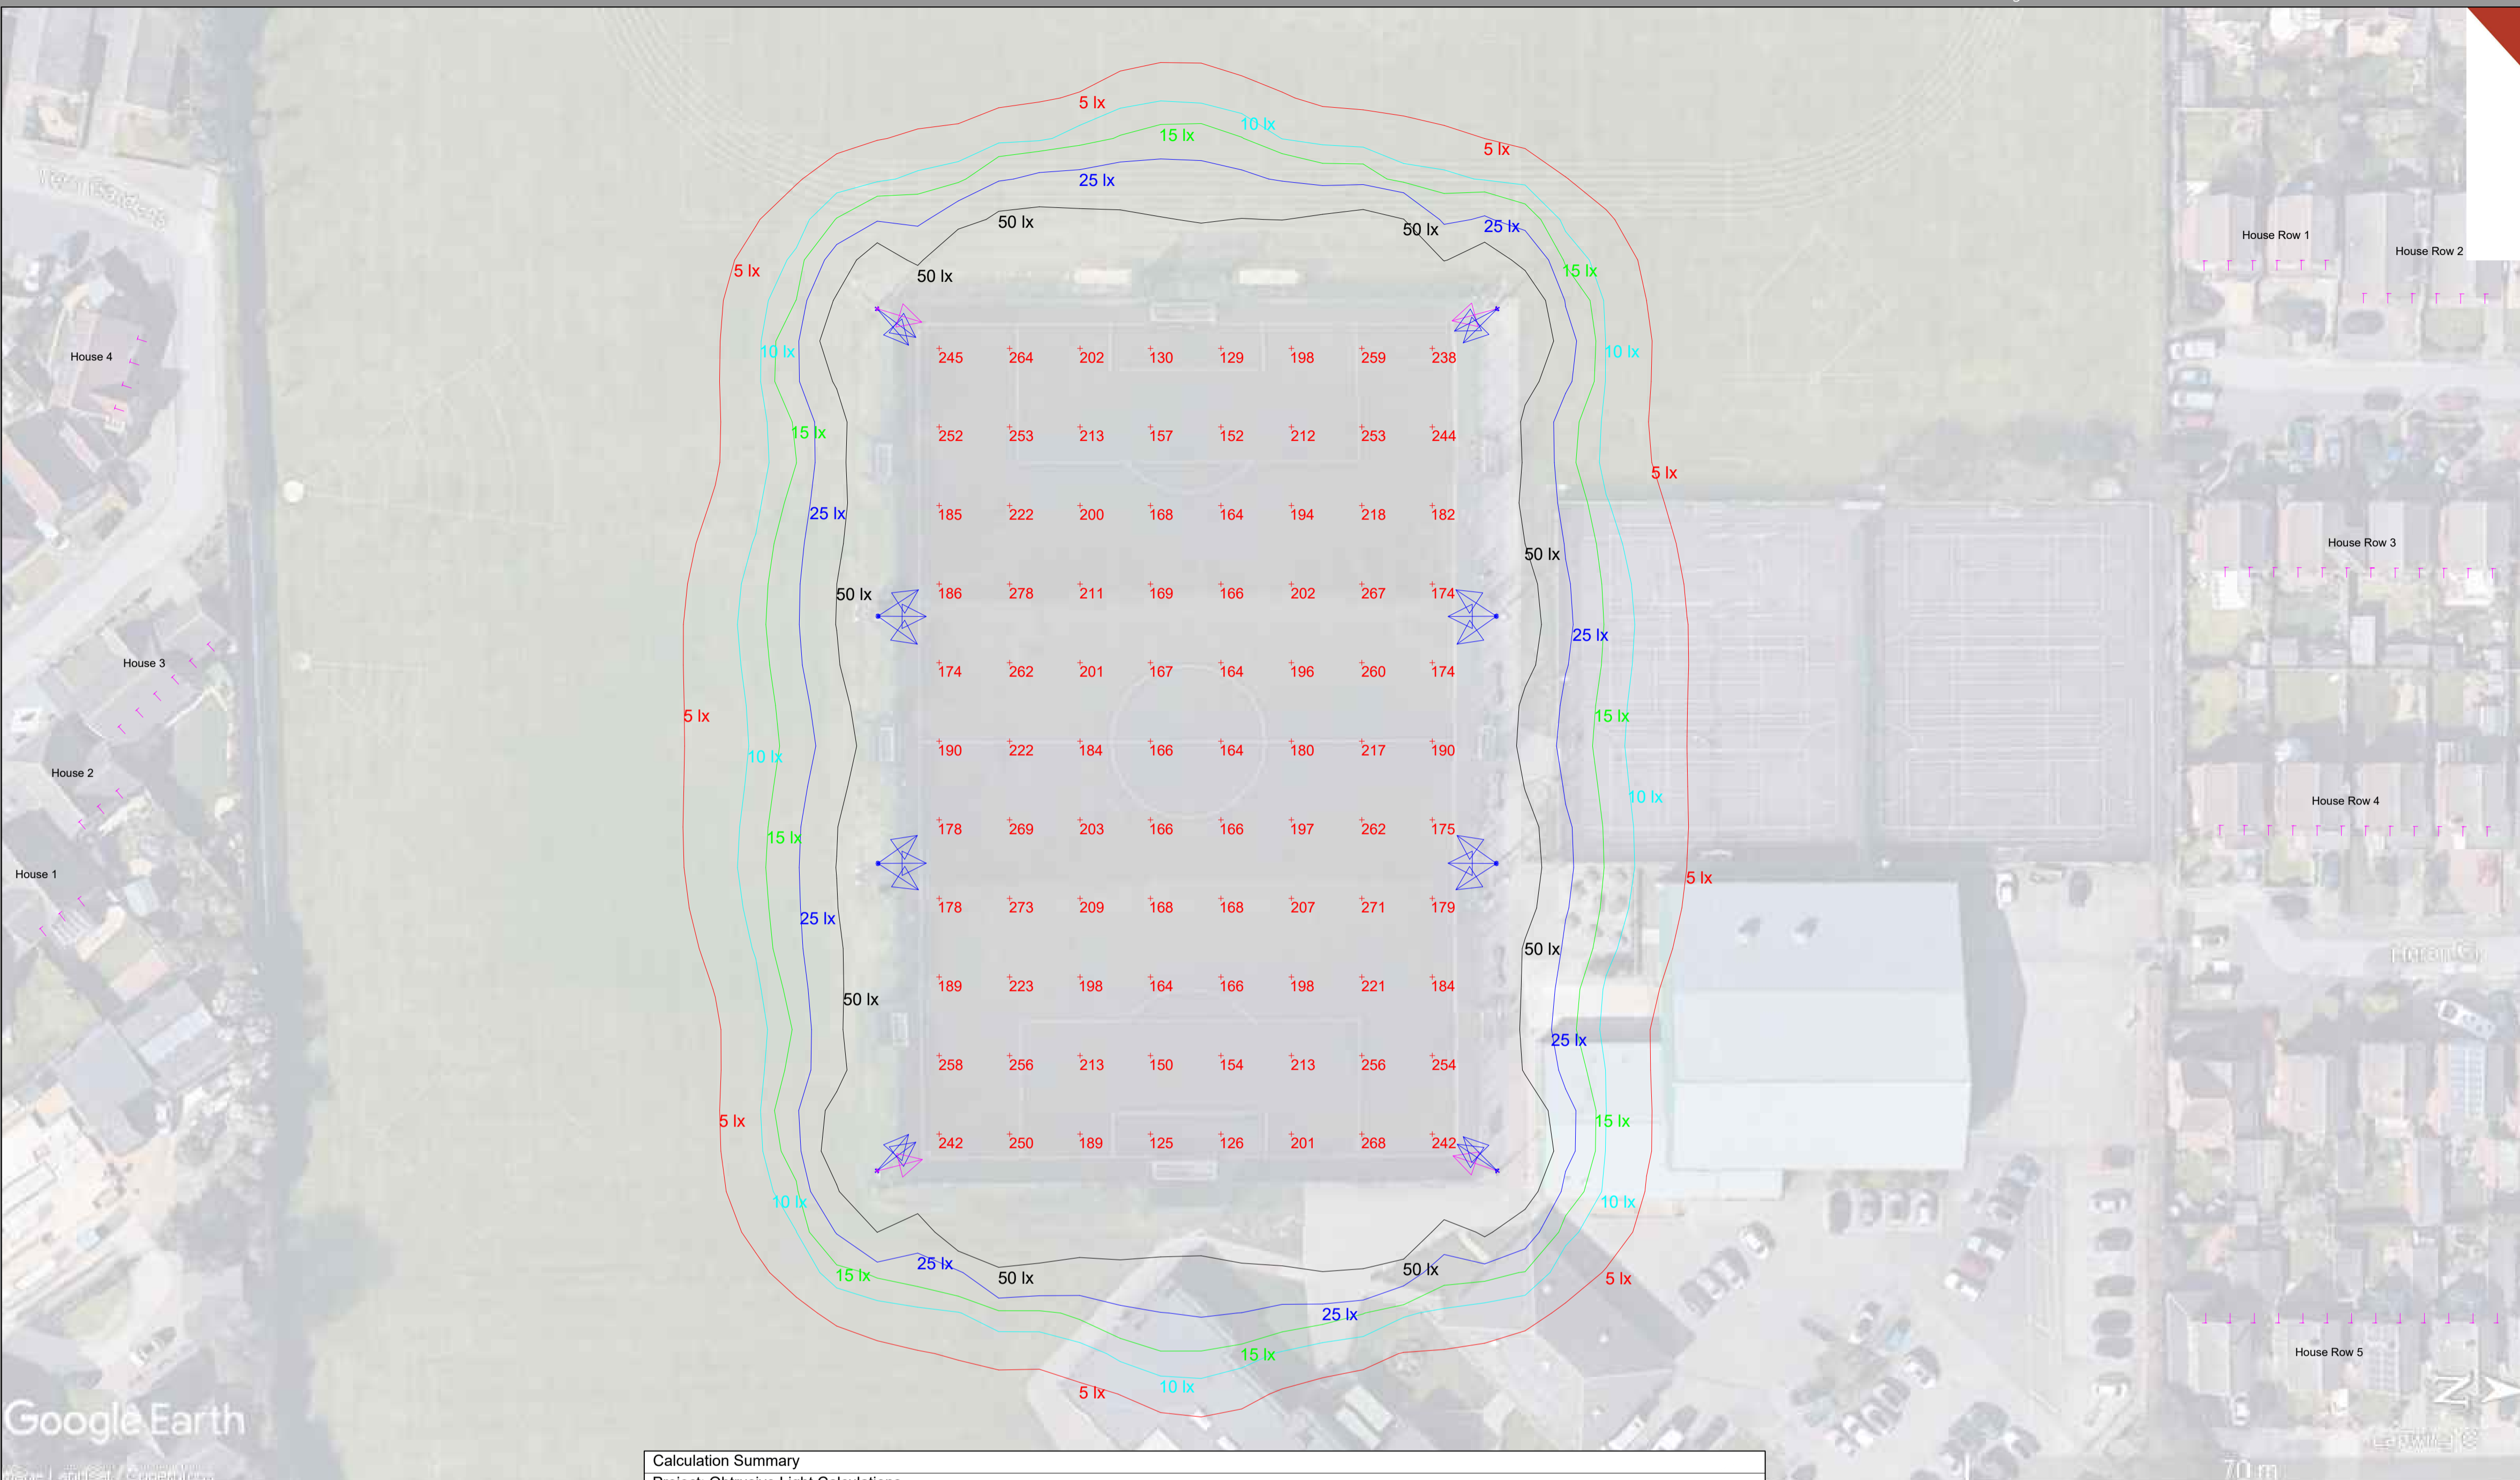 5 lx
10 lx
15 lx
5 lx
25 lx
50 lx
50 lx
25 lx
House Row 1
House Row 2
5 lx
50 lx
15 lx
House 4
10 lx
10 lx
245 264 202 130 129 198 259 238
15 lx
252 253 213 157 152 212 253 244
5 lx
25 lx
185 222 200 168 164 194 218 182
50 lx
House Row 3
50 lx
186 278 211 169 166 202 267 174
25 lx
House 3
174 262 201 167 164 196 260 174
5 lx
15 lx
10 lx
190 222 184 166 164 180 217 190
House 2
10 lx
House Row 4
15 lx
178 269 203 166 166 197 262 175
House 1
5 lx
25 lx
178 273 209 168 168 207 271 179
50 lx
50 lx
189 223 198 164 166 198 221 184
25 lx
258 256 213 150 154 213 256 254
5 lx
15 lx
242 250 189 125 126 201 268 242
10 lx
10 lx
25 lx
15 lx
50 lx
50 lx
5 lx
25 lx
15 lx
House Row 5
10 lx
5 lx
Google Earth
Z
Calculation Summary
Project: Obtrusive Light Calculations
70 m